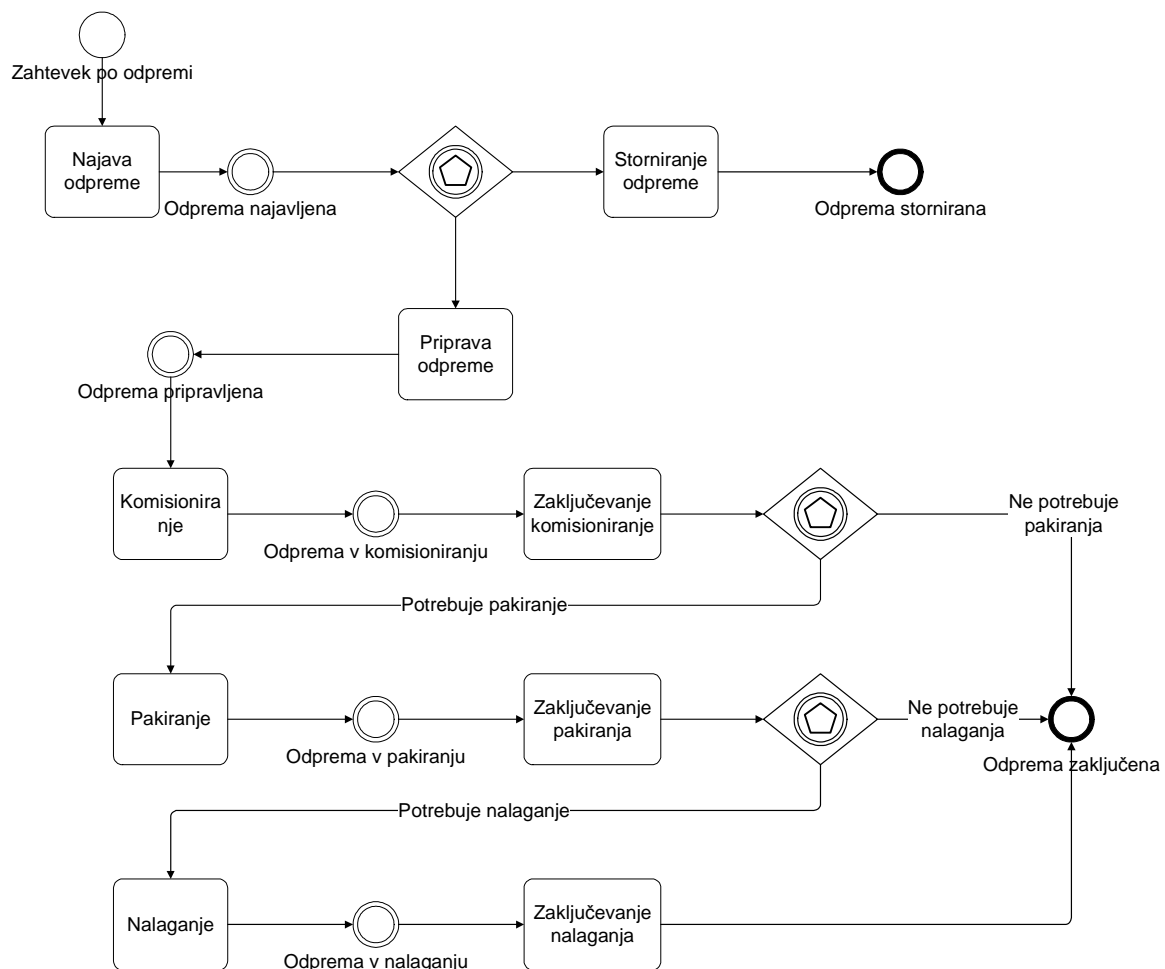 Zahtevek po odpremi
Najava
odpreme
Odprema najavljena
Storniranje
odpreme
Odprema stornirana
Priprava
odpreme
Odprema pripravljena
Komisionira
nje
Odprema v komisioniranju
Zaključevanje
komisioniranje
Ne potrebuje
pakiranja
Potrebuje pakiranje
Pakiranje
Odprema v pakiranju
Zaključevanje
pakiranja
Ne potrebuje
nalaganja
Odprema zaključena
Potrebuje nalaganje
Nalaganje
Odprema v nalaganju
Zaključevanje
nalaganja